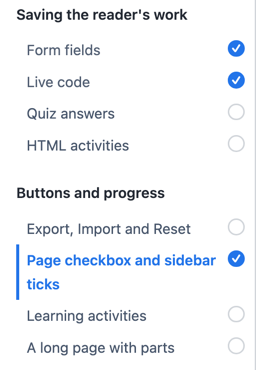 Saving the reader's work
Form fields
Live code
Quiz answers
HTML activities
Buttons and progress
Export, Import and Reset
Page checkbox and sidebar
ticks
Learning activities
A long page with parts